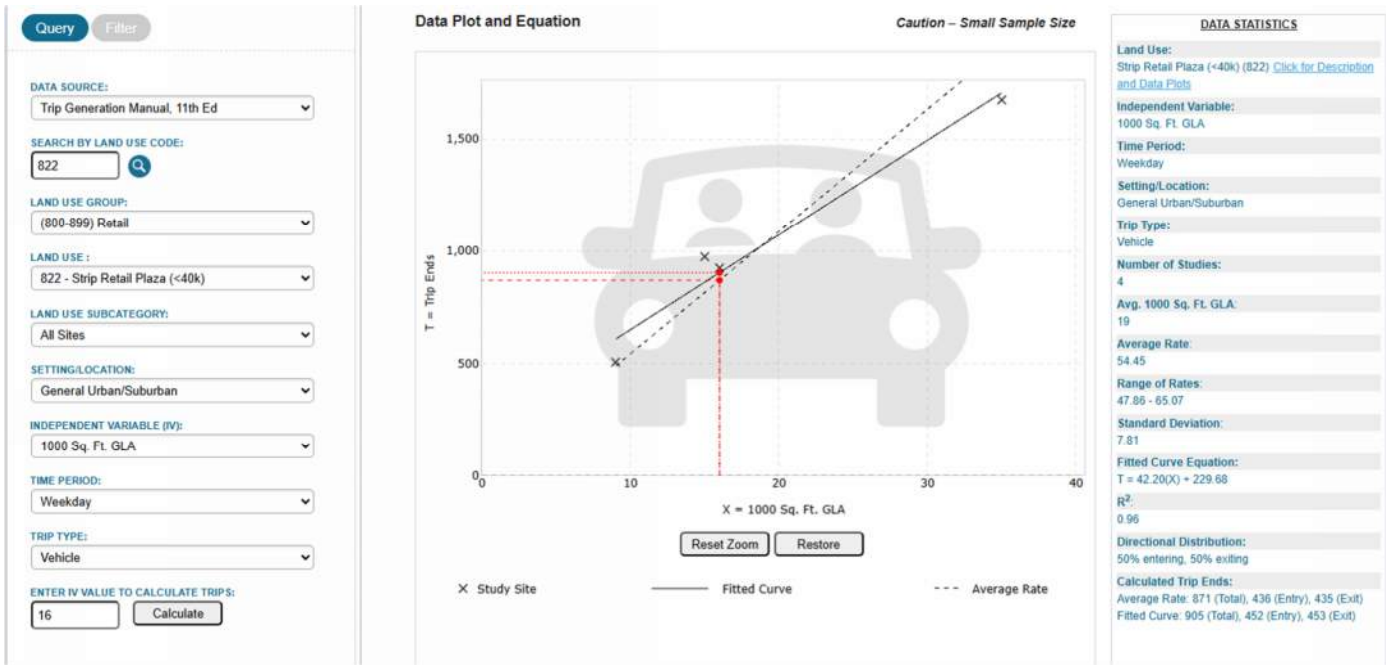 Query Filter
DATA SOURCE:
Trip Generation Manual, 11th Ed
SEARCH BY LAND USE CODE:
822
LAND USE GROUP:
(800-899) Retail
LAND USE :
822 - Strip Retail Plaza (<40k)
LAND USE SUBCATEGORY:
All Sites
SETTING/LOCATION:
General Urban/Suburban
INDEPENDENT VARIABLE (IV):
1000 Sq. Ft. GLA
TIME PERIOD:
Weekday
TRIP TYPE:
Vehicle
ENTER IV VALUE TO CALCULATE TRIPS:
16 Calculate
Data Plot and Equation
Caution – Small Sample Size
T = Trip Ends
1,500
1,000
500
0
0 10 20 30 40
X = 1000 Sq. Ft. GLA
Reset Zoom Restore
Study Site Fitted Curve Average Rate
DATA STATISTICS
Land Use:
Strip Retail Plaza (<40k) (822) Click for Description
and Data Plots
Independent Variable:
1000 Sq. Ft. GLA
Time Period:
Weekday
Setting/Location:
General Urban/Suburban
Trip Type:
Vehicle
Number of Studies:
4
Avg. 1000 Sq. Ft. GLA:
19
Average Rate:
54.45
Range of Rates:
47.86 - 65.07
Standard Deviation:
7.81
Fitted Curve Equation:
T = 42.20(X) + 229.68
R²:
0.96
Directional Distribution:
50% entering, 50% exiting
Calculated Trip Ends:
Average Rate: 871 (Total), 436 (Entry), 435 (Exit)
Fitted Curve: 905 (Total), 452 (Entry), 453 (Exit)